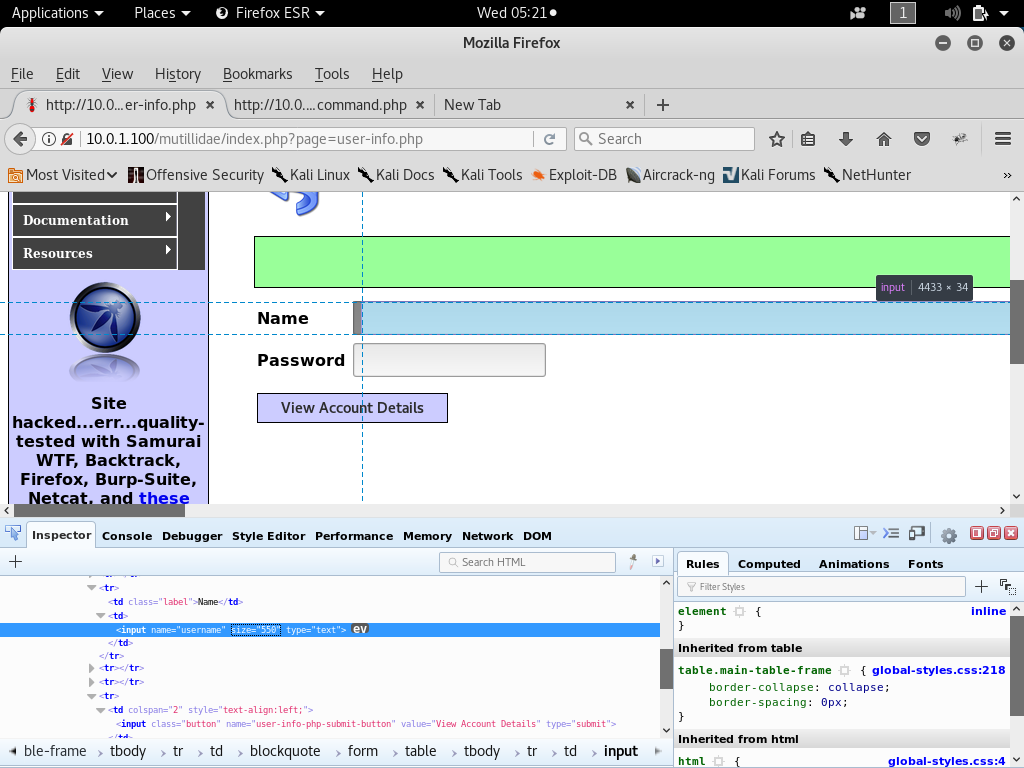 Applications Places Firefox ESR Wed 05:21 1
Mozilla Firefox
File Edit View History Bookmarks Tools Help
http://10.0...er-info.php × http://10.0....command.php × New Tab ×
10.0.1.100/mutillidae/index.php?page=user-info.php Search
Most Visited Offensive Security Kali Linux Kali Docs Kali Tools Exploit-DB Aircrack-ng Kali Forums NetHunter »
Documentation
Resources
input 4433 × 34
Name
Password
View Account Details
Site
hacked...err...quality-
tested with Samurai
WTF, Backtrack,
Firefox, Burp-Suite,
Netcat, and these
Inspector Console Debugger Style Editor Performance Memory Network DOM
Search HTML
<tr>
<td class="label">Name</td>
<td>
<input name="username" size="550" type="text"> ev
</td>
</tr>
<tr></tr>
<tr></tr>
<tr>
<td colspan="2" style="text-align:left;">
<input class="button" name="user-info-php-submit-button" value="View Account Details" type="submit">
ble-frame tbody tr td blockquote form table tbody tr td input
Rules Computed Animations Fonts
Filter Styles
element { inline
}
Inherited from table
table.main-table-frame { global-styles.css:218
border-collapse: collapse;
border-spacing: 0px;
}
Inherited from html
html { global-styles.css:4